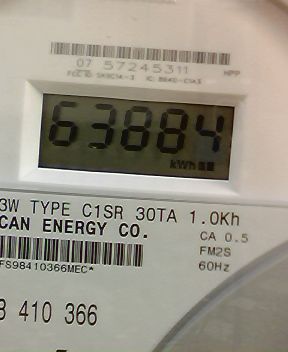 07 57245311
HPP
63884
kWh
3W TYPE C1SR 30TA 1.0Kh
CAN ENERGY CO.
CA 0.5
FM2S
60Hz
FS98410366MEC*
410 366